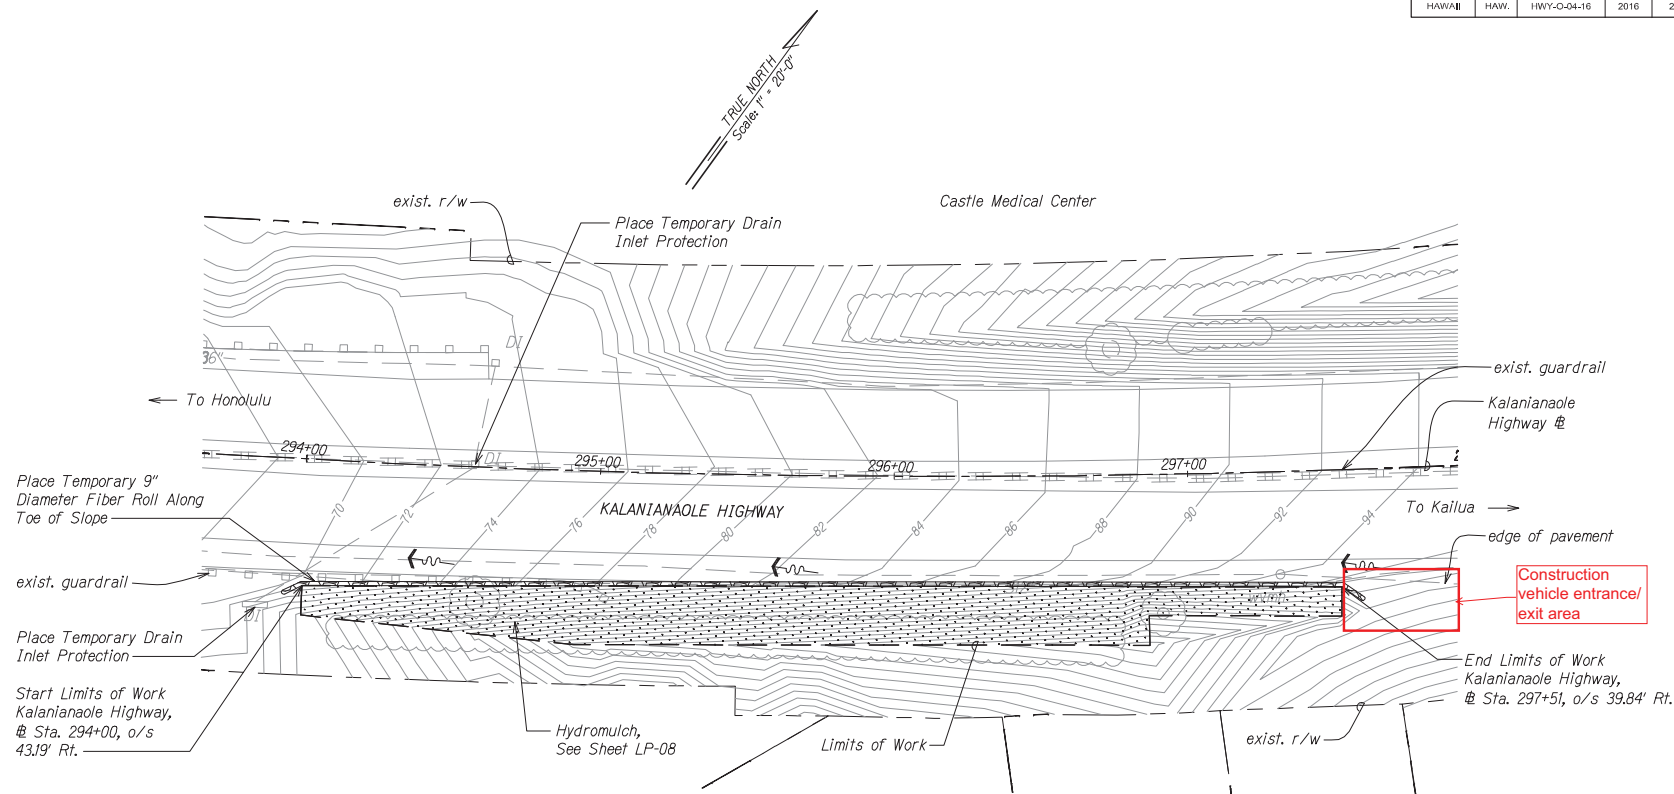 HAWAII HAW. HWY-O-04-16 2016 2
TRUE NORTH
Scale: 1" = 20'-0"
exist. r/w
Castle Medical Center
Place Temporary Drain
Inlet Protection
DI
36"
exist. guardrail
To Honolulu
Kalanianaole
Highway ℄
294+00
DI
295+00
296+00
297+00
2
Place Temporary 9"
Diameter Fiber Roll Along
Toe of Slope
KALANIANAOLE HIGHWAY
70
72
74
76
78
80
82
84
86
88
90
92
94
To Kailua
edge of pavement
exist. guardrail
Construction
vehicle entrance/
exit area
DI
Place Temporary Drain
Inlet Protection
End Limits of Work
Kalanianaole Highway,
℄ Sta. 297+51, o/s 39.84' Rt.
Start Limits of Work
Kalanianaole Highway,
℄ Sta. 294+00, o/s
43.19' Rt.
Hydromulch,
See Sheet LP-08
Limits of Work
exist. r/w